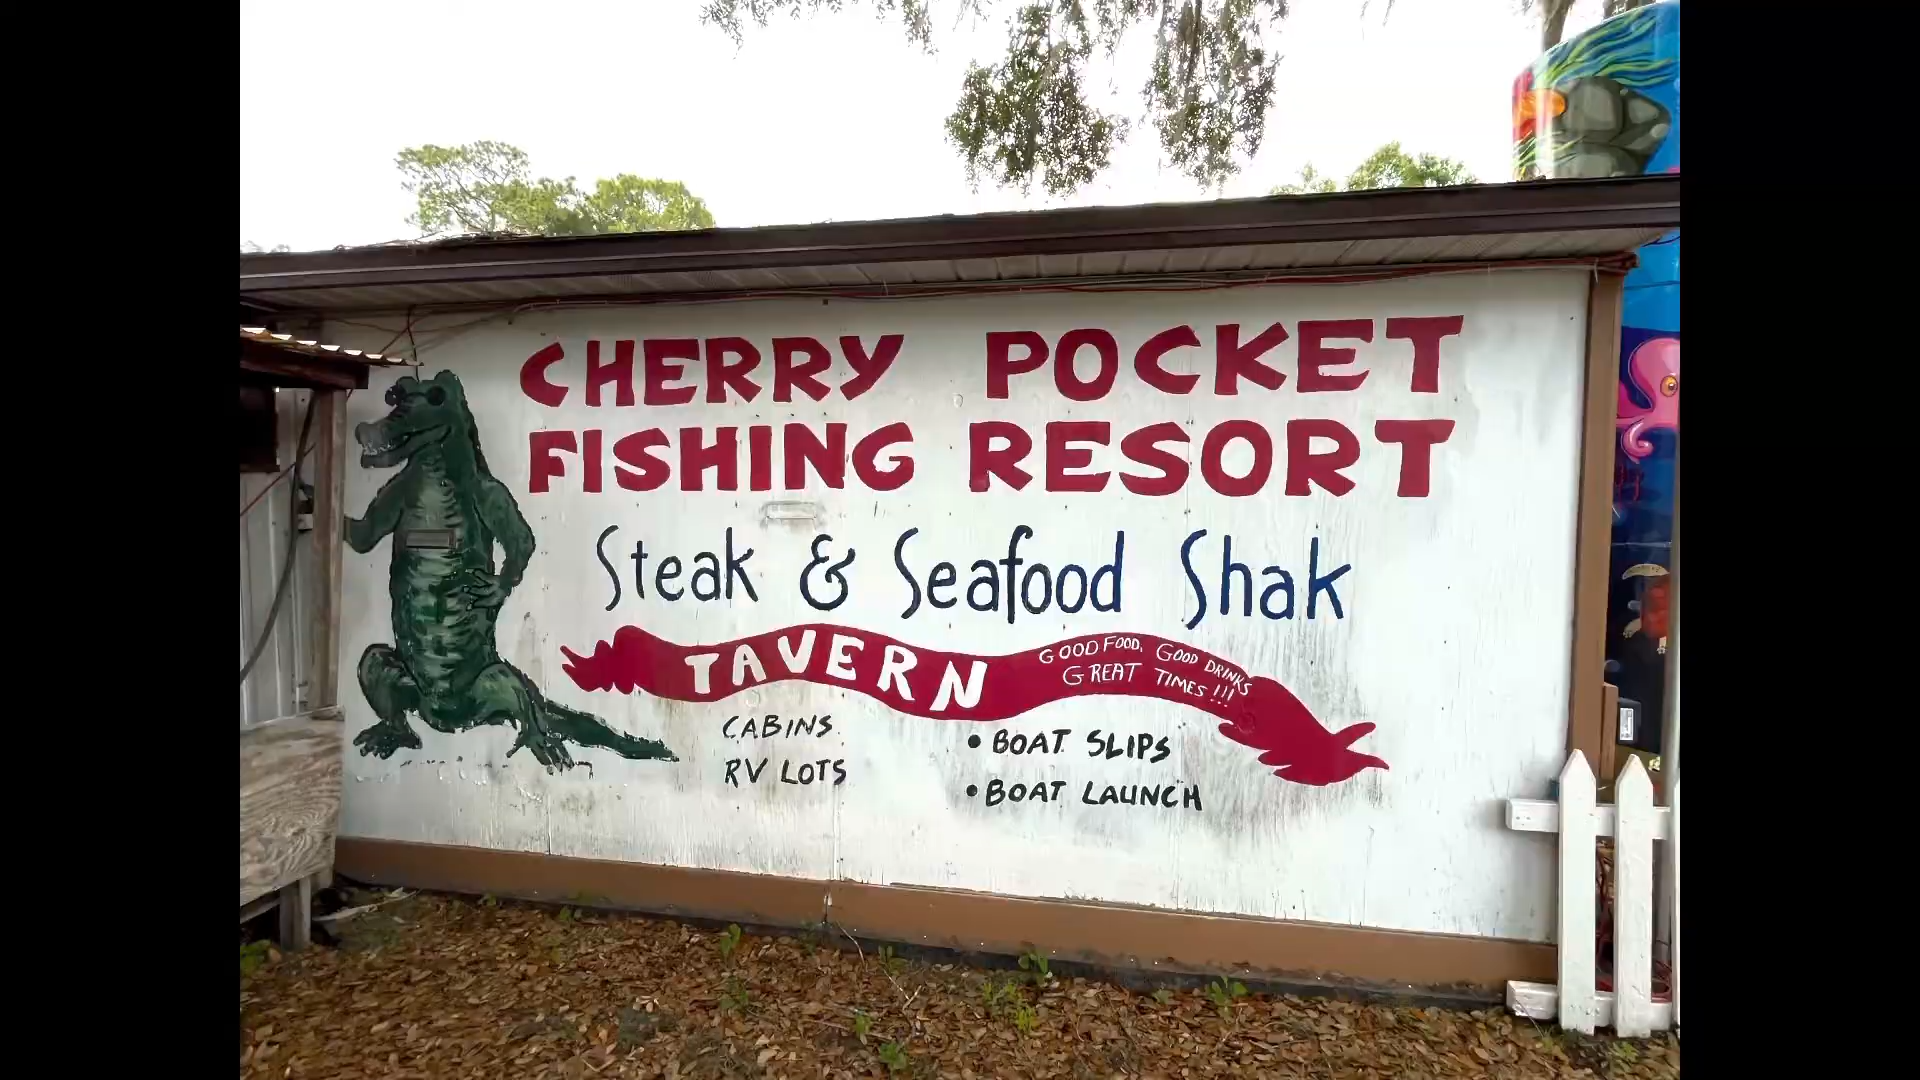 CHERRY POCKET
FISHING RESORT
Steak & Seafood Shak
TAVERN
GOOD FOOD, GOOD DRINKS
GREAT TIMES!!!
CABINS
RV LOTS
• BOAT SLIPS
• BOAT LAUNCH